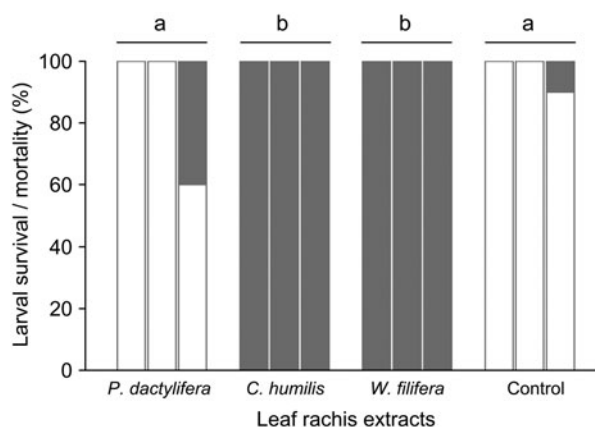 a b b a
Larval survival / mortality (%)
100
80
60
40
20
0
P. dactylifera C. humilis W. filifera Control
Leaf rachis extracts